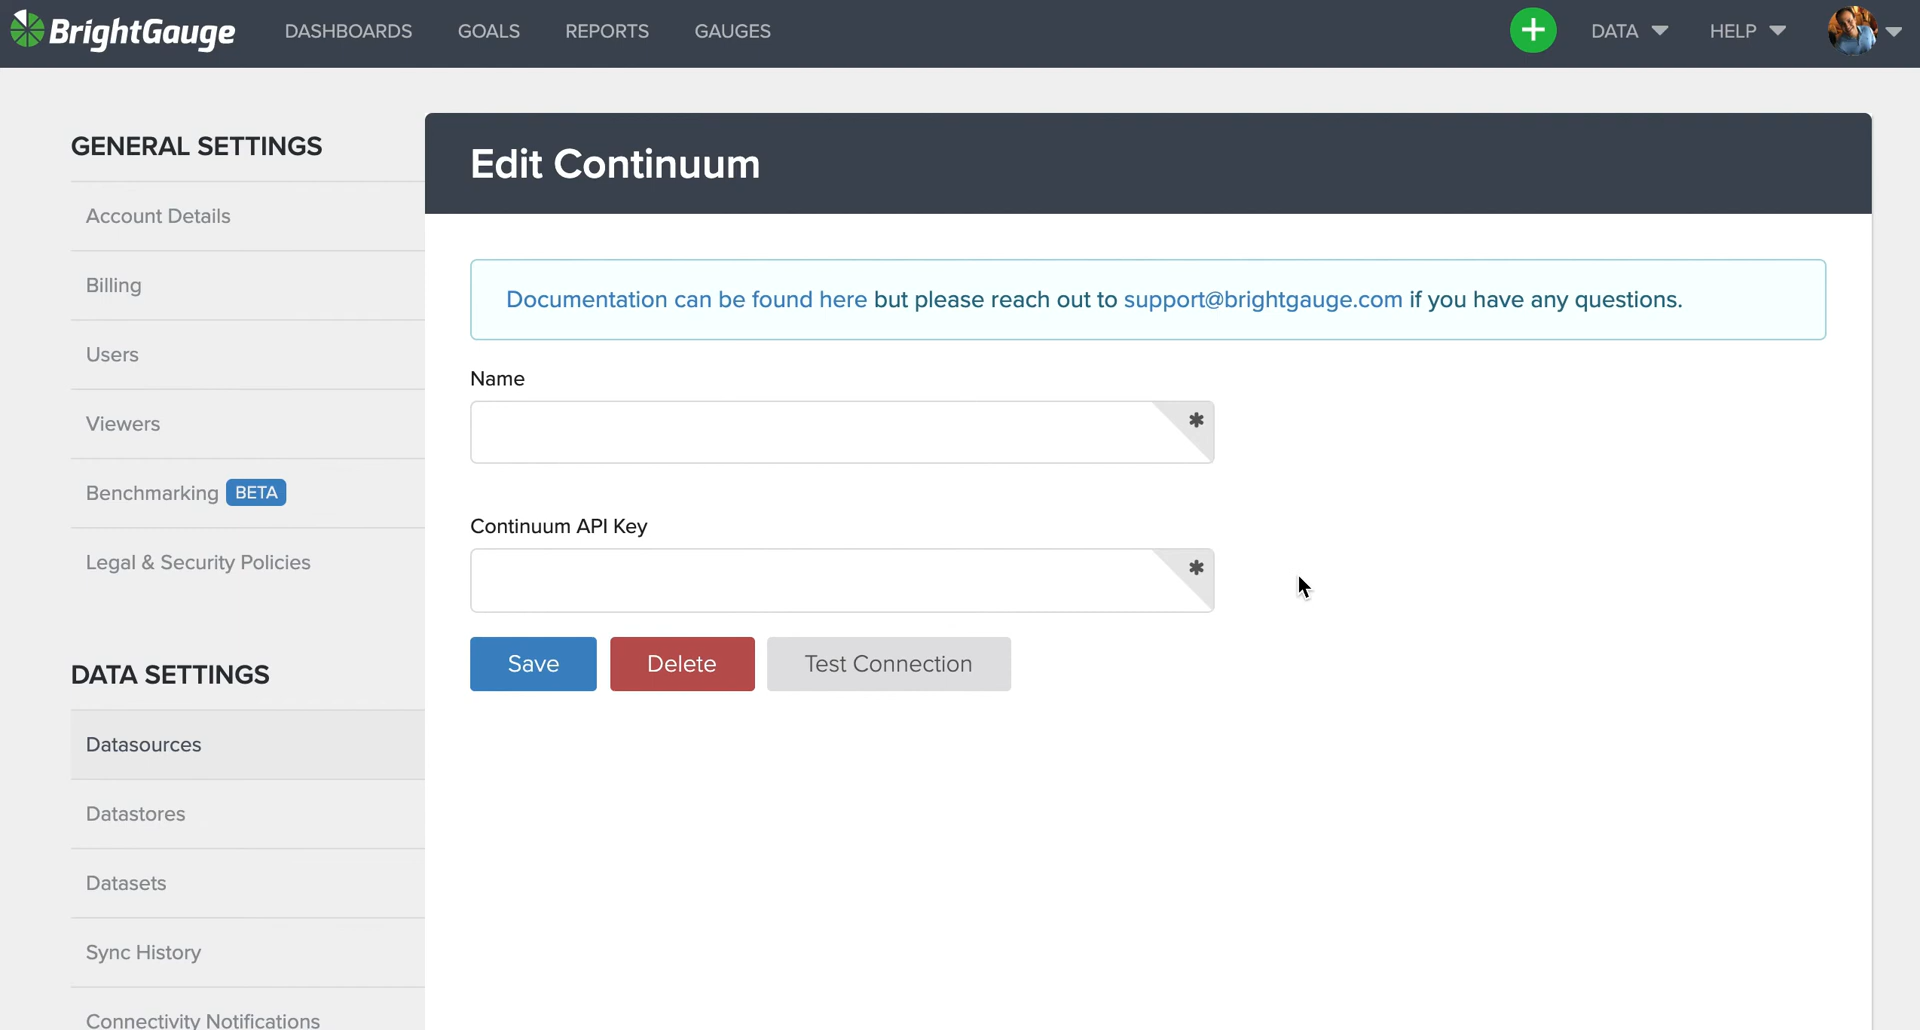 BrightGauge
DASHBOARDS
GOALS
REPORTS
GAUGES
DATA
HELP
GENERAL SETTINGS
Account Details
Billing
Users
Viewers
Benchmarking BETA
Legal & Security Policies
DATA SETTINGS
Datasources
Datastores
Datasets
Sync History
Connectivity Notifications
Edit Continuum
Documentation can be found here but please reach out to support@brightgauge.com if you have any questions.
Name
Continuum API Key
Save
Delete
Test Connection